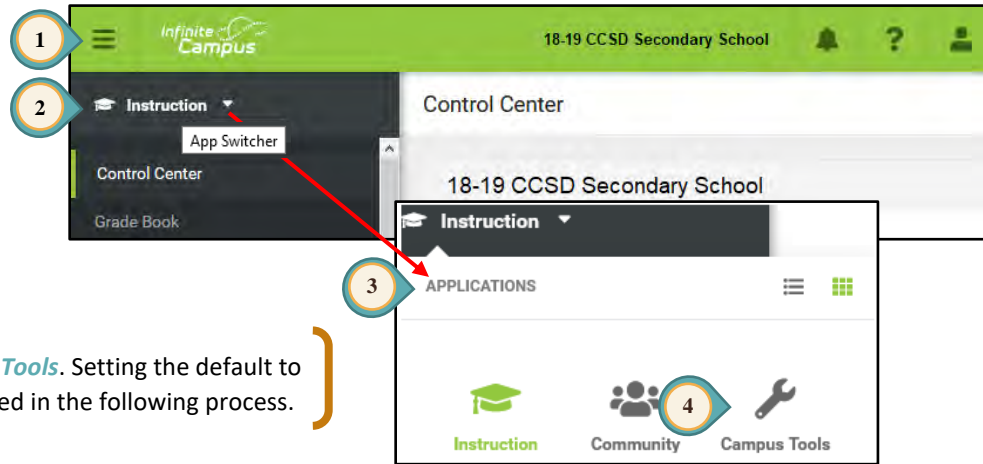 1
Infinite
Campus
18-19 CCSD Secondary School
?
2
Instruction
Control Center
App Switcher
Control Center
Grade Book
18-19 CCSD Secondary School
Instruction
3
APPLICATIONS
Tools. Setting the default to
ed in the following process.
4
Instruction
Community
Campus Tools